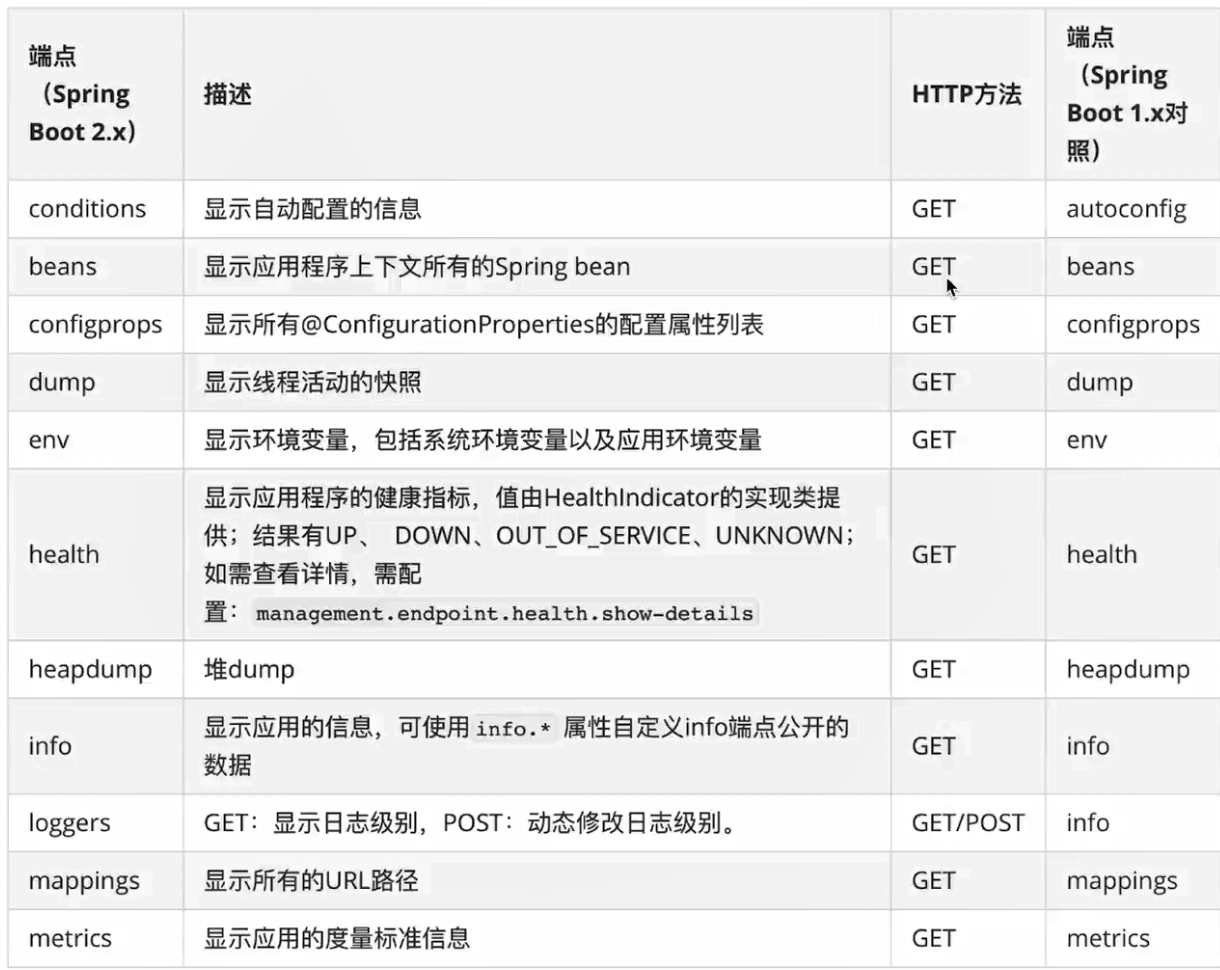 端点
（Spring
Boot 2.x）
描述
HTTP方法
端点
（Spring
Boot 1.x对
照）
conditions
显示自动配置的信息
GET
autoconfig
beans
显示应用程序上下文所有的Spring bean
GET
beans
configprops
显示所有@ConfigurationProperties的配置属性列表
GET
configprops
dump
显示线程活动的快照
GET
dump
env
显示环境变量，包括系统环境变量以及应用环境变量
GET
env
health
显示应用程序的健康指标，值由HealthIndicator的实现类提
供；结果有UP、 DOWN、OUT_OF_SERVICE、UNKNOWN；
如需查看详情，需配
置： management.endpoint.health.show-details
GET
health
heapdump
堆dump
GET
heapdump
info
显示应用的信息，可使用 info.* 属性自定义info端点公开的
数据
GET
info
loggers
GET：显示日志级别，POST：动态修改日志级别。
GET/POST
info
mappings
显示所有的URL路径
GET
mappings
metrics
显示应用的度量标准信息
GET
metrics